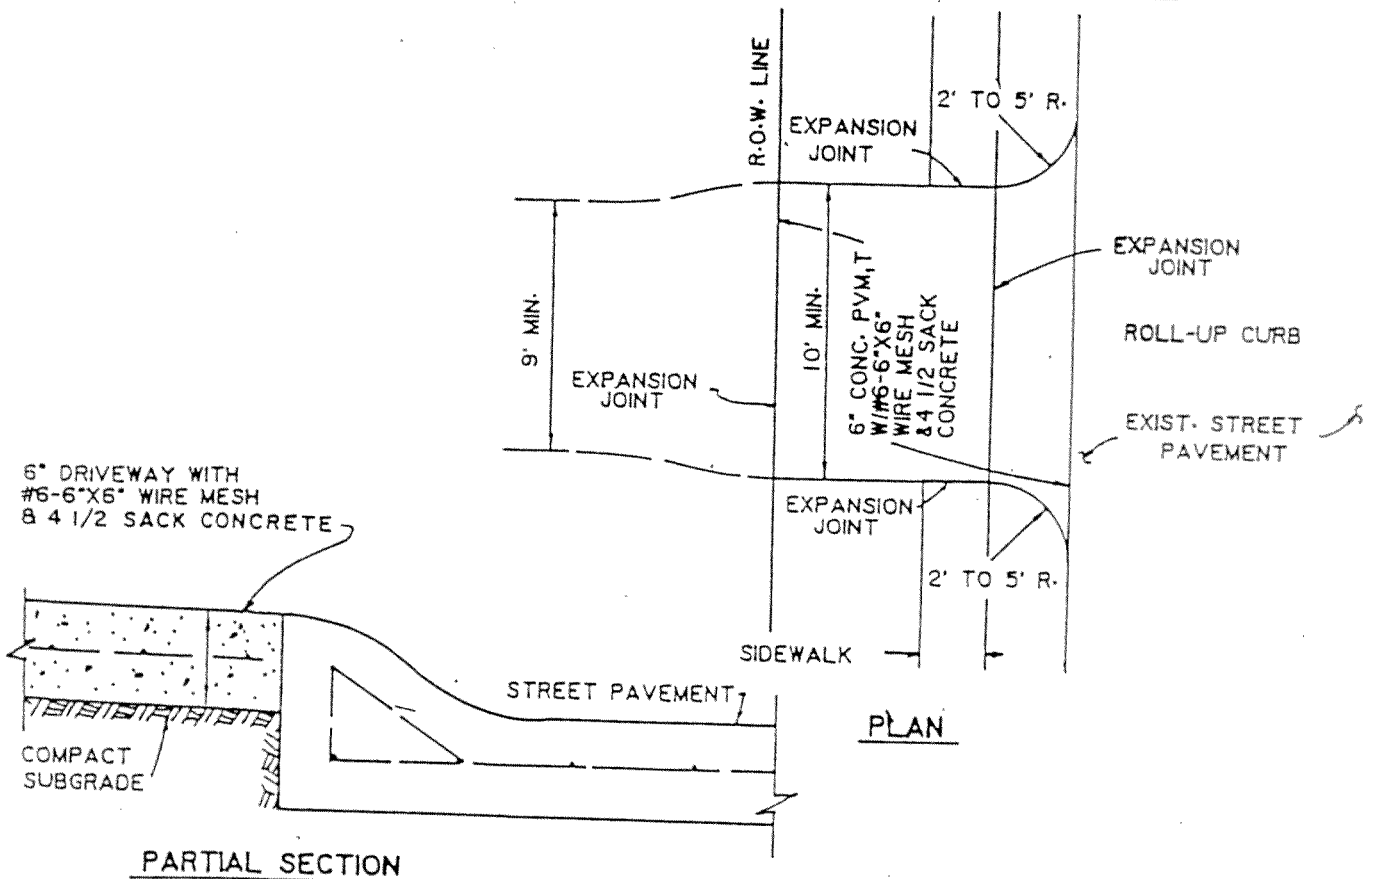 R.O.W. LINE
2' TO 5' R.
EXPANSION
JOINT
EXPANSION
JOINT
ROLL-UP CURB
EXIST. STREET
PAVEMENT
9' MIN.
10' MIN.
6" CONC. PVM,T
W/#6-6"X6"
WIRE MESH
&4 1/2 SACK
CONCRETE
EXPANSION
JOINT
EXPANSION
JOINT
2' TO 5' R.
SIDEWALK
PLAN
6" DRIVEWAY WITH
#6-6"X6" WIRE MESH
& 4 1/2 SACK CONCRETE
STREET PAVEMENT
COMPACT
SUBGRADE
PARTIAL SECTION